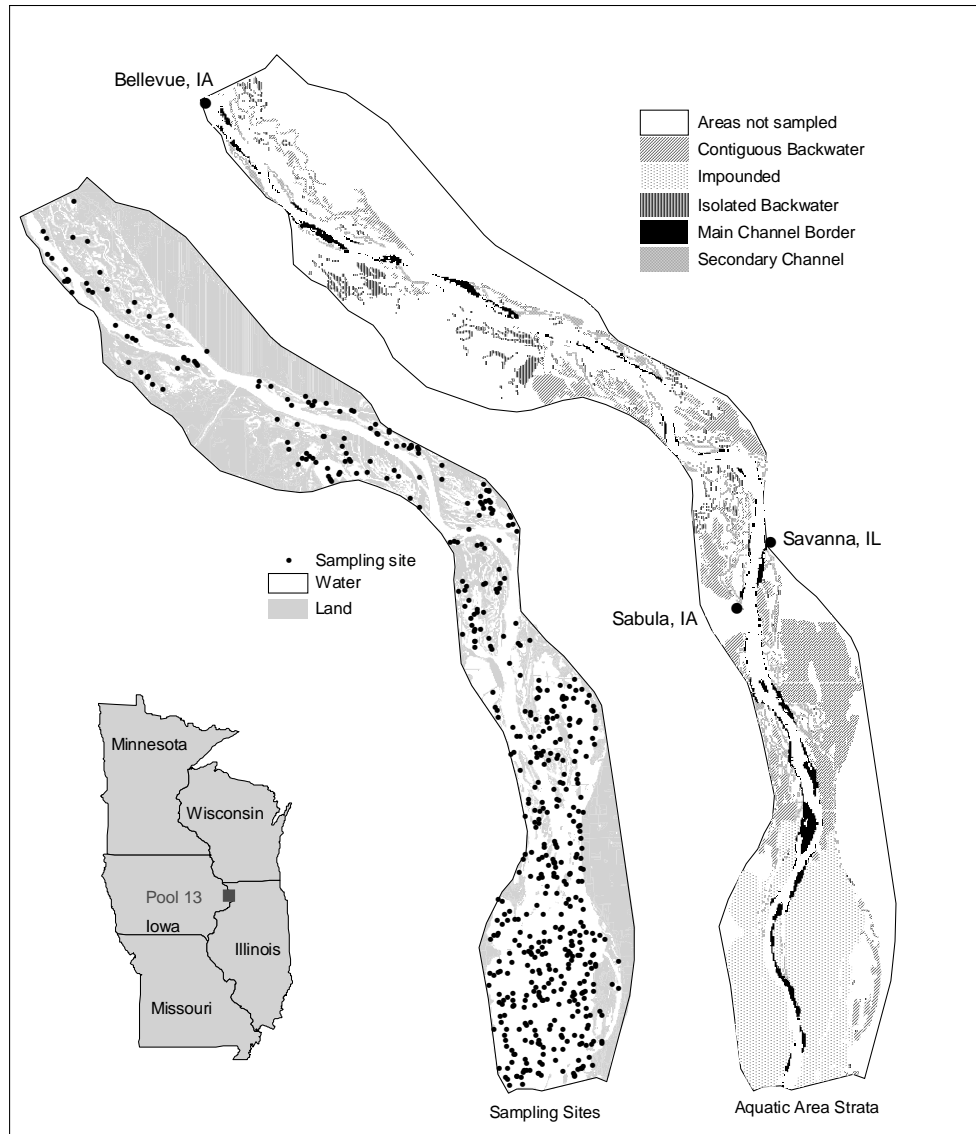 Bellevue, IA
Areas not sampled
Contiguous Backwater
Impounded
Isolated Backwater
Main Channel Border
Secondary Channel
Savanna, IL
Sabula, IA
Sampling site
Water
Land
Minnesota
Wisconsin
Pool 13
Iowa
Illinois
Missouri
Sampling Sites
Aquatic Area Strata